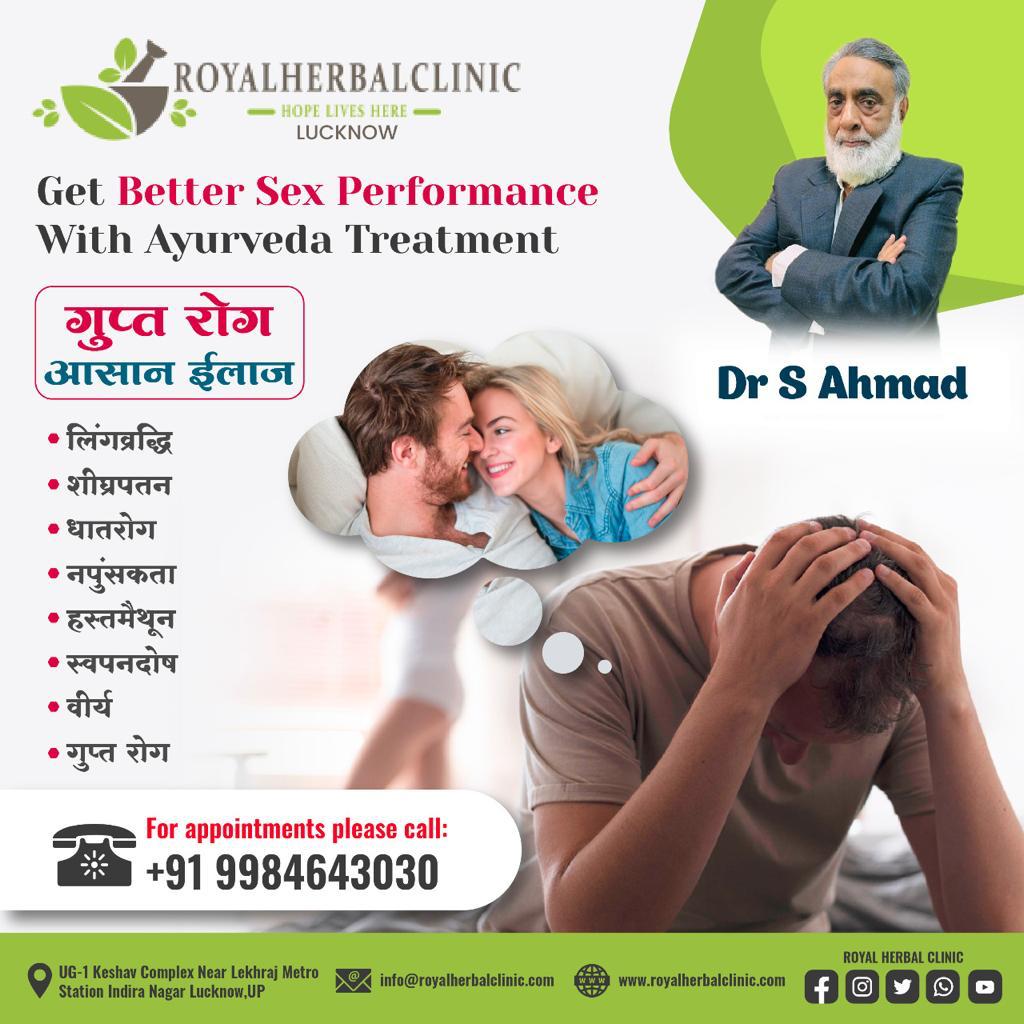 ROYALHERBALCLINIC
HOPE LIVES HERE
LUCKNOW
Get Better Sex Performance
With Ayurveda Treatment
गुप्त रोग
आसान ईलाज
Dr S Ahmad
लिंगव्रद्धि
शीघ्रपतन
धातरोग
नपुंसकता
हस्तमैथून
स्वपनदोष
वीर्य
गुप्त रोग
For appointments please call:
+91 9984643030
UG-1 Keshav Complex Near Lekhraj Metro
Station Indira Nagar Lucknow,UP
info@royalherbalclinic.com
www.royalherbalclinic.com
ROYAL HERBAL CLINIC